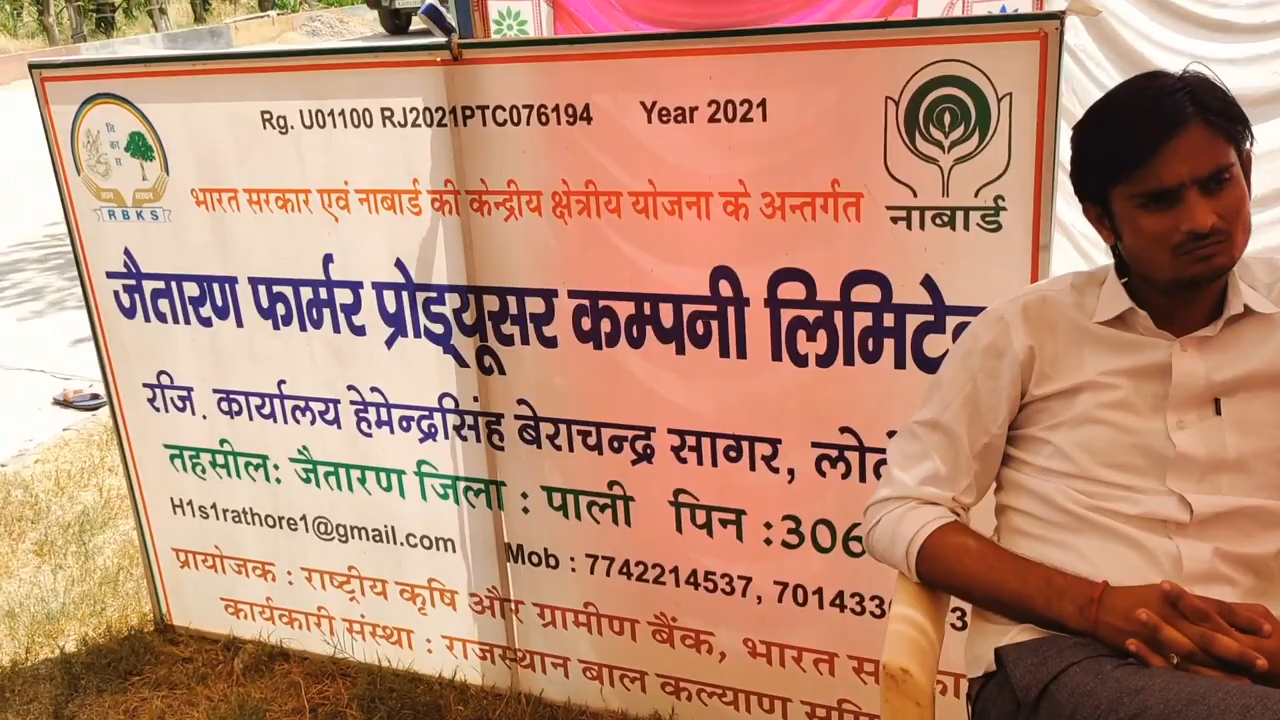 Rg. U01100 RJ2021PTC076194 Year 2021
विकास
RBKS
नाबार्ड
भारत सरकार एवं नाबार्ड की केन्द्रीय क्षेत्रीय योजना के अन्तर्गत
जैतारण फार्मर प्रोड्यूसर कम्पनी लिमिटे
रजि. कार्यालय हेमेन्द्रसिंह बेराचन्द्र सागर,
तहसील: जैतारण जिला : पाली पिन :306
H1s1rathore1@gmail.com
Mob : 7742214537, 701433
प्रायोजक : राष्ट्रीय कृषि और ग्रामीण बैंक, भारत
कार्यकारी संस्था : राजस्थान बाल कल्याण